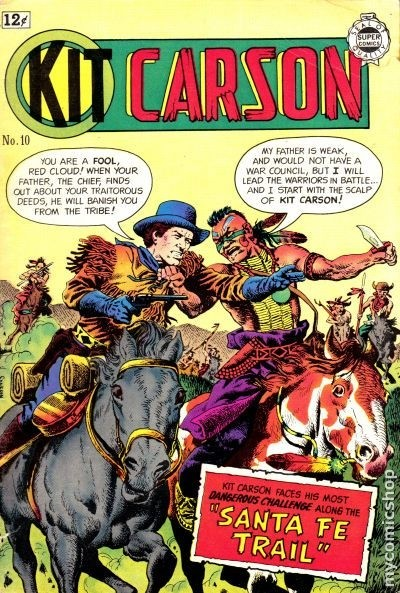 12¢
KIT CARSON
SEAL OF
SUPER
COMICS
QUALITY
No. 10
YOU ARE A FOOL,
RED CLOUD! WHEN YOUR
FATHER, THE CHIEF, FINDS
OUT ABOUT YOUR TRAITOROUS
DEEDS, HE WILL BANISH YOU
FROM THE TRIBE!
MY FATHER IS WEAK,
AND WOULD NOT HAVE A
WAR COUNCIL, BUT I WILL
LEAD THE WARRIORS IN BATTLE...
AND I START WITH THE SCALP
OF KIT CARSON!
KIT CARSON FACES HIS MOST
DANGEROUS CHALLENGE ALONG THE
"SANTA FE
TRAIL"
mycomicshop